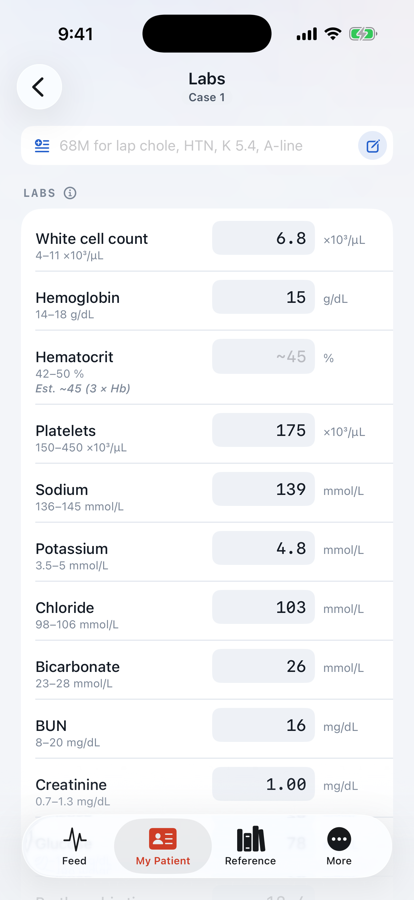 9:41
Labs
Case 1
68M for lap chole, HTN, K 5.4, A-line
LABS
White cell count 6.8 ×10³/µL
4–11 ×10³/µL
Hemoglobin 15 g/dL
14–18 g/dL
Hematocrit ~45 %
42–50 %
Est. ~45 (3 × Hb)
Platelets 175 ×10³/µL
150–450 ×10³/µL
Sodium 139 mmol/L
136–145 mmol/L
Potassium 4.8 mmol/L
3.5–5 mmol/L
Chloride 103 mmol/L
98–106 mmol/L
Bicarbonate 26 mmol/L
23–28 mmol/L
BUN 16 mg/dL
8–20 mg/dL
Creatinine 1.00 mg/dL
0.7–1.3 mg/dL
Feed My Patient Reference More